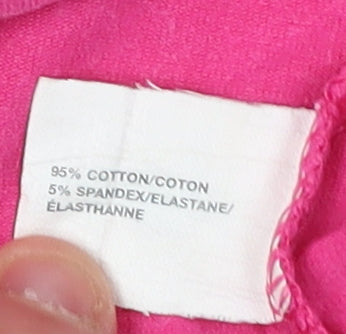 95% COTTON/COTON
5% SPANDEX/ELASTANE/
ÉLASTHANNE